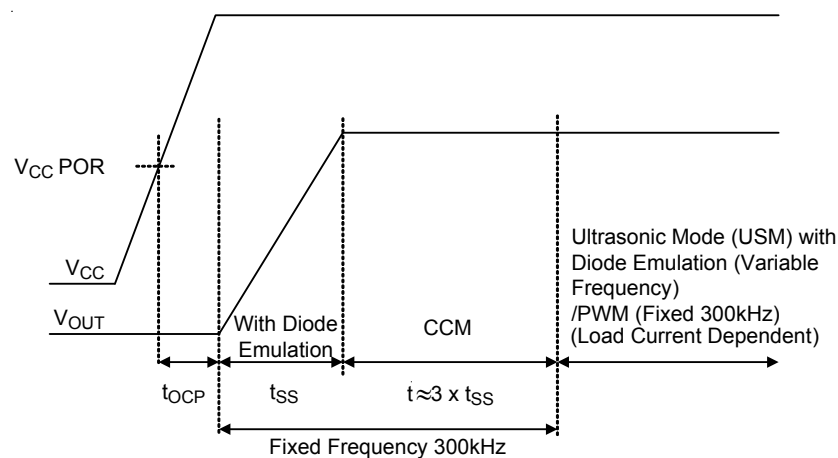 VCC POR
VCC
VOUT
With Diode
Emulation
CCM
Ultrasonic Mode (USM) with
Diode Emulation (Variable
Frequency)
/PWM (Fixed 300kHz)
(Load Current Dependent)
tOCP
tSS
t≈3 x tSS
Fixed Frequency 300kHz